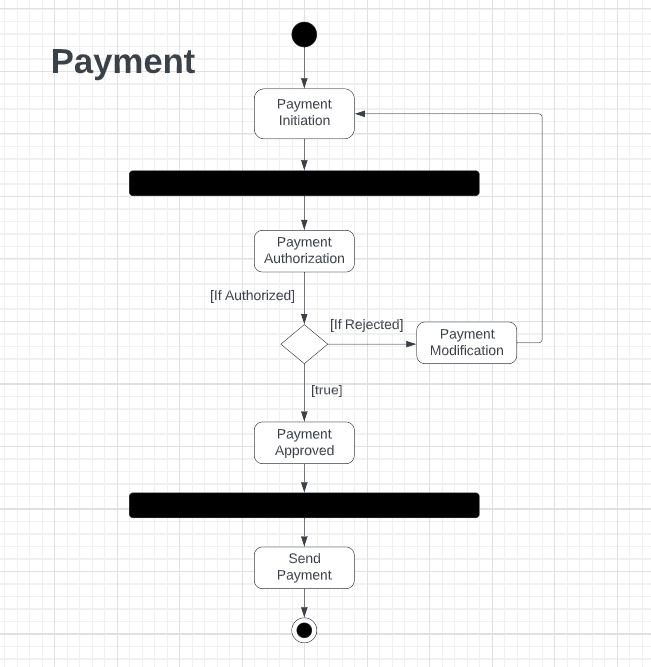 Payment
Payment
Initiation
Payment
Authorization
[If Authorized]
[If Rejected]
Payment
Modification
[true]
Payment
Approved
Send
Payment